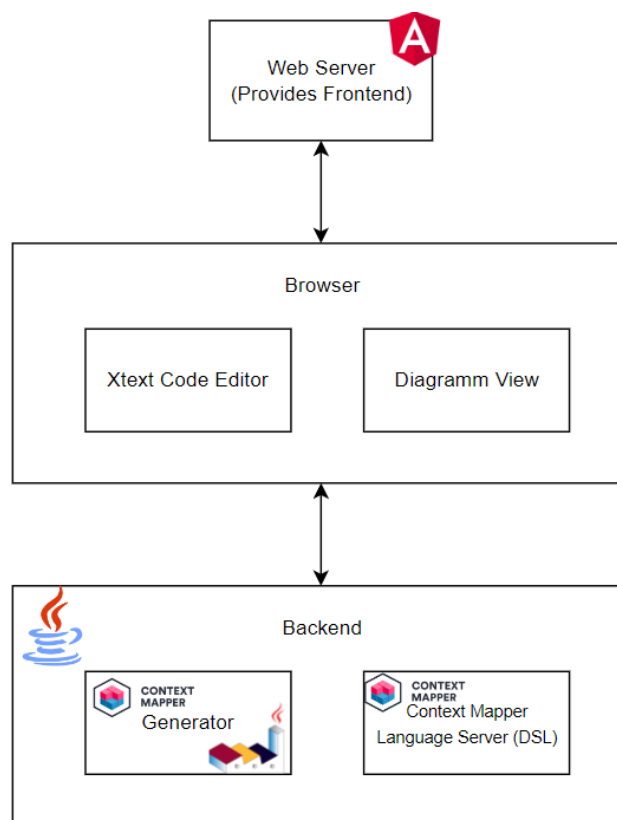 A
Web Server
(Provides Frontend)
Browser
Xtext Code Editor
Diagramm View
Backend
CONTEXT
MAPPER
Generator
CONTEXT
MAPPER
Context Mapper
Language Server (DSL)